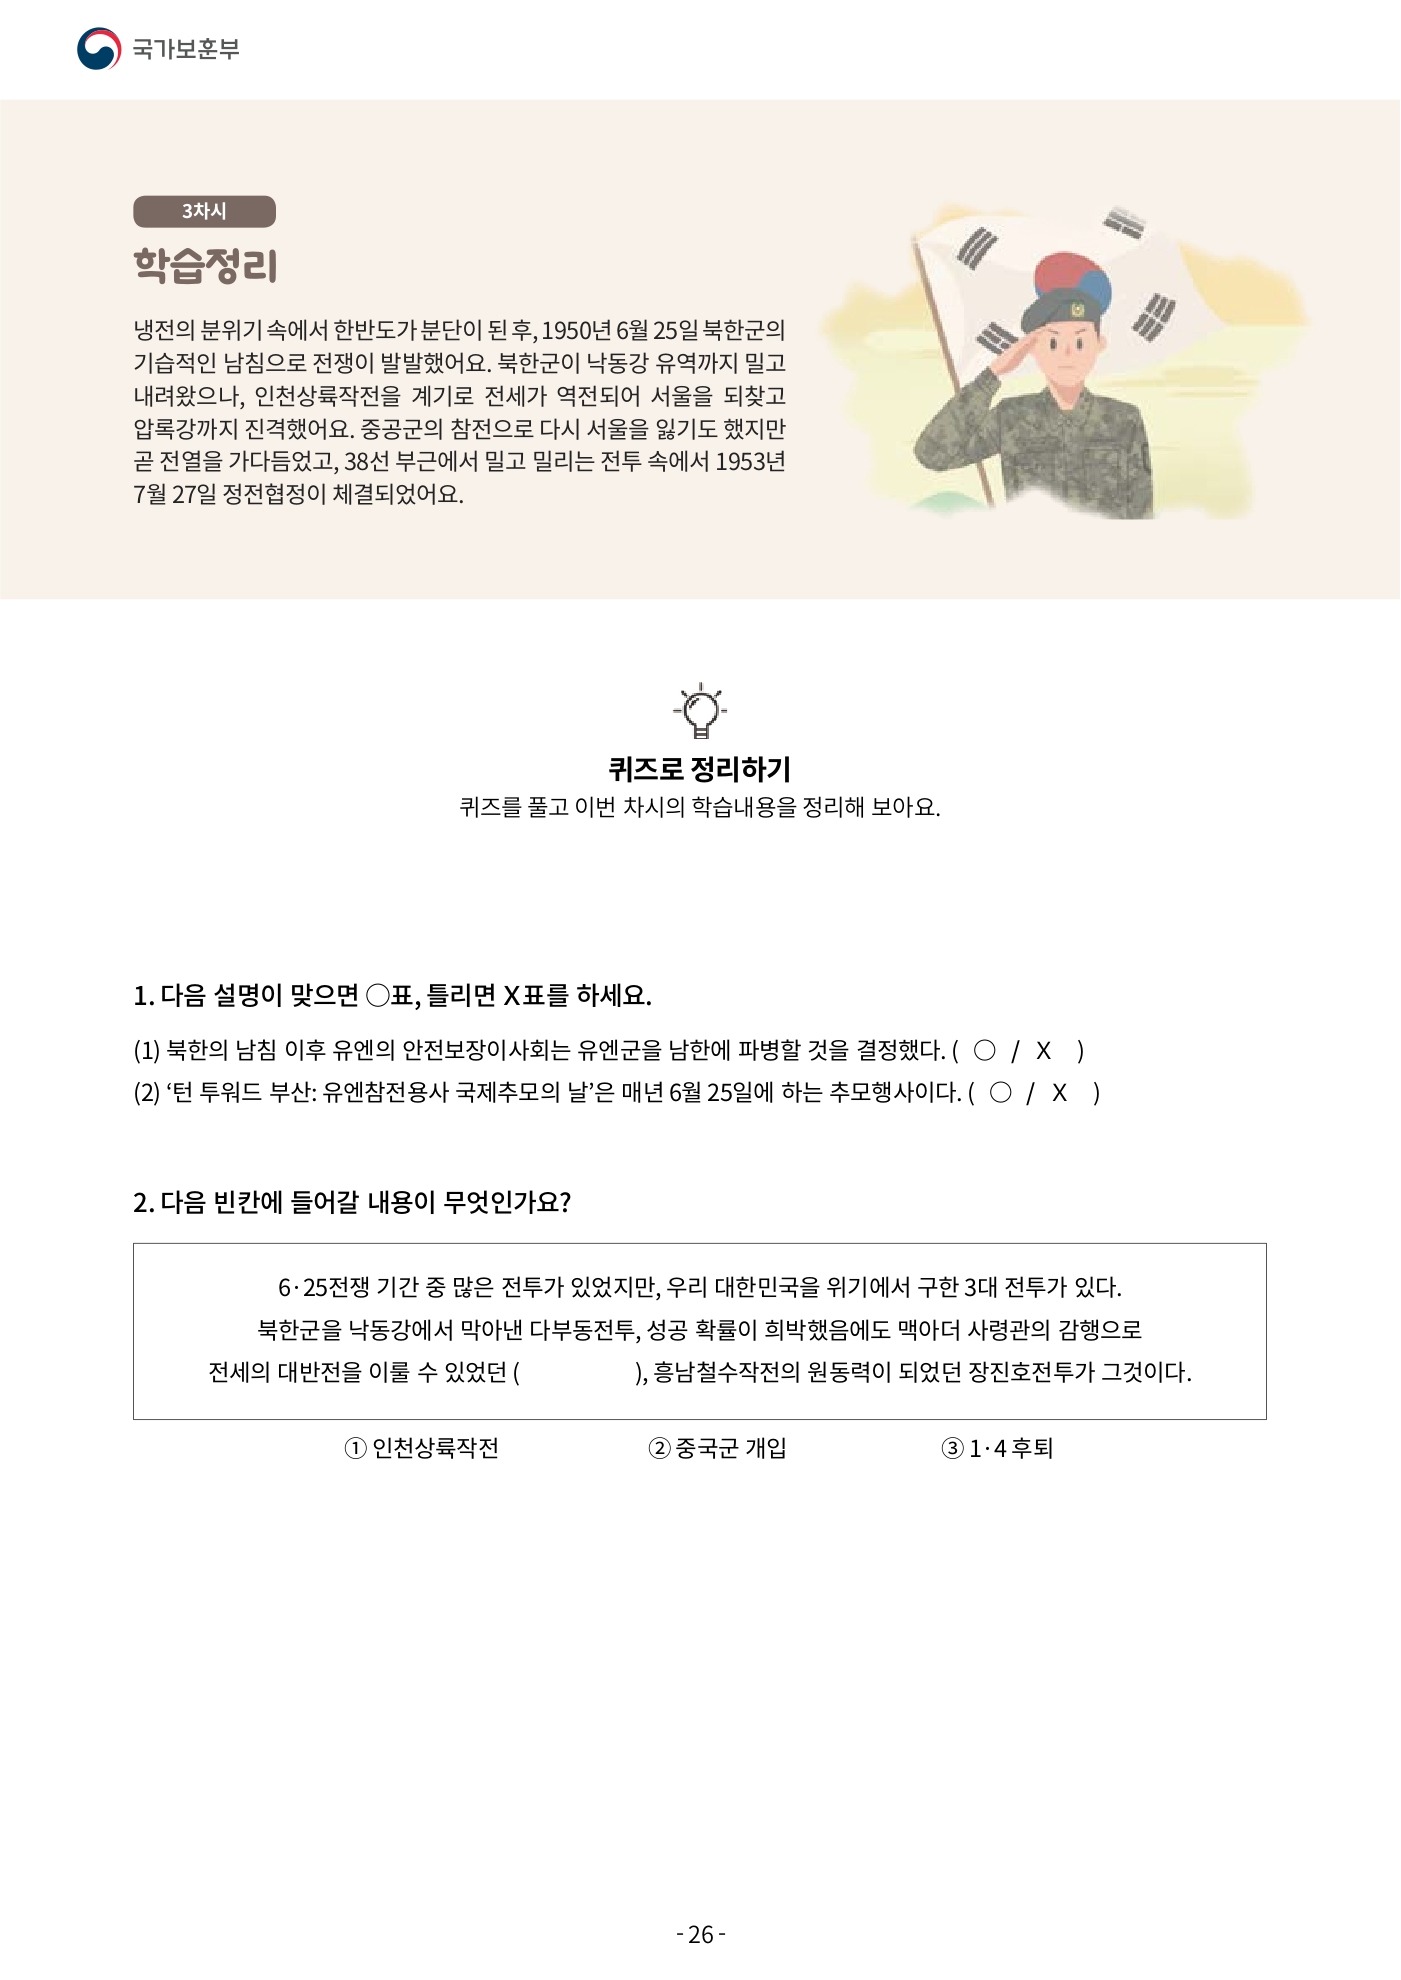 국가보훈부
3차시
학습정리
냉전의 분위기 속에서 한반도가 분단이 된 후, 1950년 6월 25일 북한군의
기습적인 남침으로 전쟁이 발발했어요. 북한군이 낙동강 유역까지 밀고
내려왔으나, 인천상륙작전을 계기로 전세가 역전되어 서울을 되찾고
압록강까지 진격했어요. 중공군의 참전으로 다시 서울을 잃기도 했지만
곧 전열을 가다듬었고, 38선 부근에서 밀고 밀리는 전투 속에서 1953년
7월 27일 정전협정이 체결되었어요.
퀴즈로 정리하기
퀴즈를 풀고 이번 차시의 학습내용을 정리해 보아요.
1. 다음 설명이 맞으면 ○표, 틀리면 X표를 하세요.
(1) 북한의 남침 이후 유엔의 안전보장이사회는 유엔군을 남한에 파병할 것을 결정했다. ( ○ / X )
(2) ‘턴 투워드 부산: 유엔참전용사 국제추모의 날’은 매년 6월 25일에 하는 추모행사이다. ( ○ / X )
2. 다음 빈칸에 들어갈 내용이 무엇인가요?
6·25전쟁 기간 중 많은 전투가 있었지만, 우리 대한민국을 위기에서 구한 3대 전투가 있다.
북한군을 낙동강에서 막아낸 다부동전투, 성공 확률이 희박했음에도 맥아더 사령관의 감행으로
전세의 대반전을 이룰 수 있었던 ( ), 흥남철수작전의 원동력이 되었던 장진호전투가 그것이다.
① 인천상륙작전 ② 중국군 개입 ③ 1·4 후퇴
- 26 -